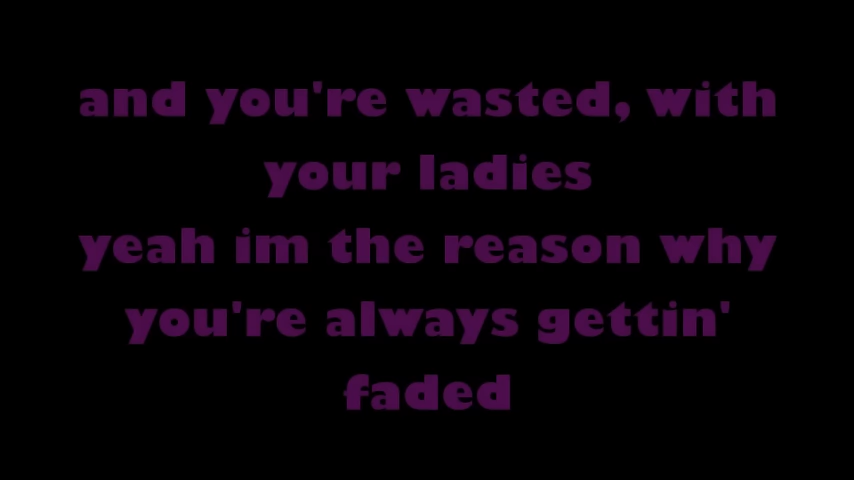 and you're wasted, with
your ladies
yeah im the reason why
you're always gettin'
faded